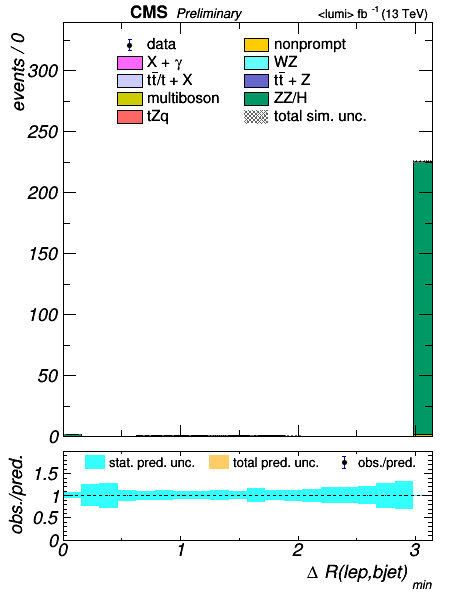 CMS Preliminary <lumi> fb -1 (13 TeV)
events / 0
300
250
200
150
100
50
0
data
nonprompt
X + γ
WZ
tt̄/t + X
tt̄ + Z
multiboson
ZZ/H
tZq
total sim. unc.
obs./pred.
1.5
1
0.5
0
stat. pred. unc. total pred. unc. obs./pred.
0 1 2 3
Δ R(lep,bjet) min